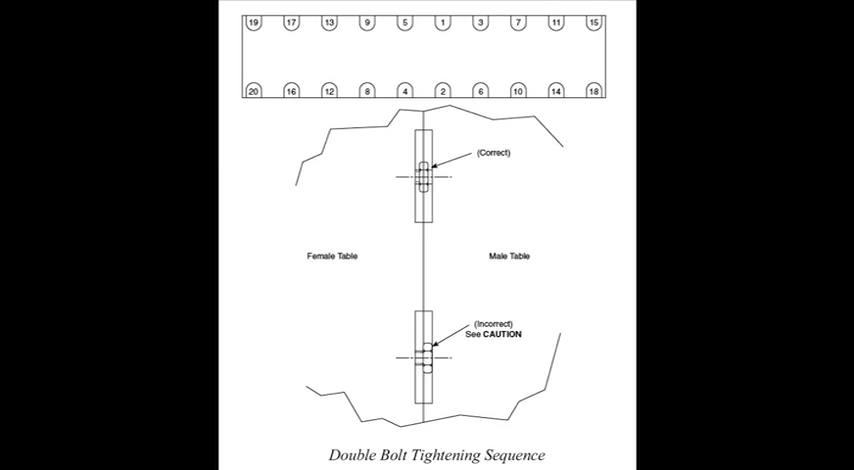 19 17 13 9 5 1 3 7 11 15
20 16 12 8 4 2 6 10 14 18
(Correct)
Female Table
Male Table
(Incorrect)
See CAUTION
Double Bolt Tightening Sequence